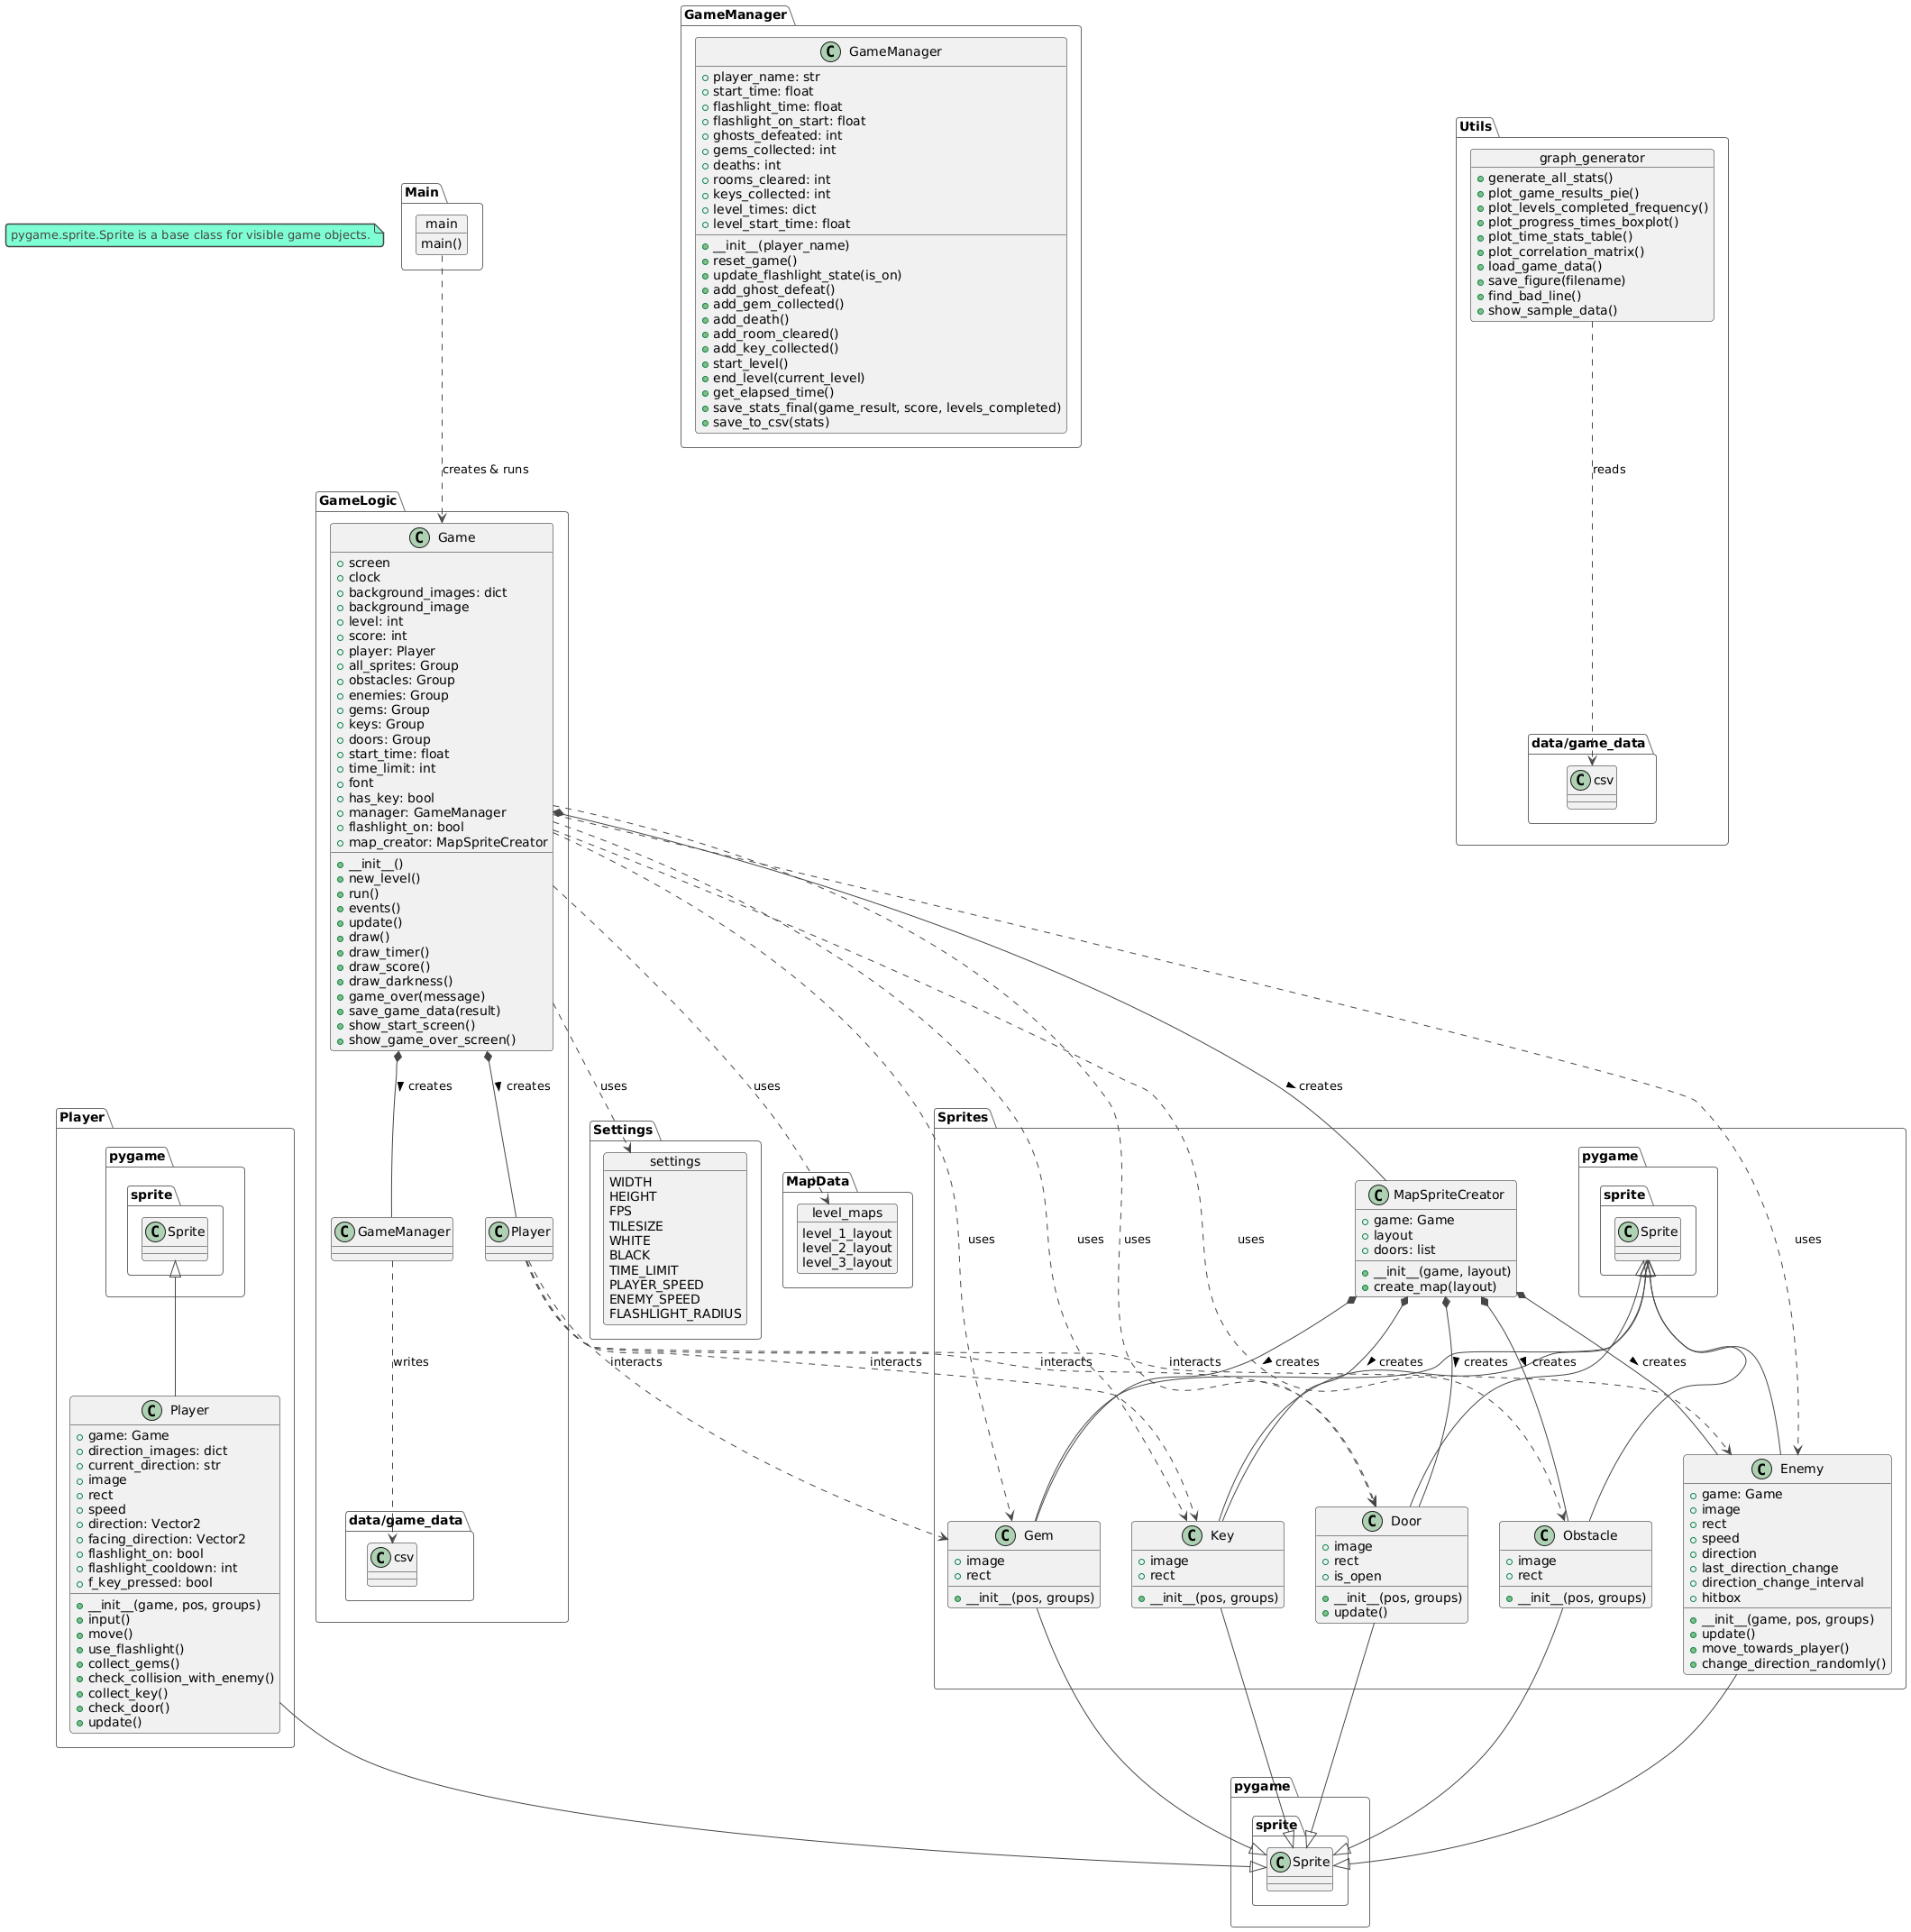 GameManager
GameManager
player_name: str
start_time: float
flashlight_time: float
flashlight_on_start: float
ghosts_defeated: int
gems_collected: int
deaths: int
rooms_cleared: int
keys_collected: int
level_times: dict
level_start_time: float
__init__(player_name)
reset_game()
update_flashlight_state(is_on)
add_ghost_defeat()
add_gem_collected()
add_death()
add_room_cleared()
add_key_collected()
start_level()
end_level(current_level)
get_elapsed_time()
save_stats_final(game_result, score, levels_completed)
save_to_csv(stats)
Utils
graph_generator
generate_all_stats()
plot_game_results_pie()
plot_levels_completed_frequency()
plot_progress_times_boxplot()
plot_time_stats_table()
plot_correlation_matrix()
load_game_data()
save_figure(filename)
find_bad_line()
show_sample_data()
reads
data/game_data
csv
pygame.sprite.Sprite is a base class for visible game objects.
Main
main
main()
creates & runs
GameLogic
Game
screen
clock
background_images: dict
background_image
level: int
score: int
player: Player
all_sprites: Group
obstacles: Group
enemies: Group
gems: Group
keys: Group
doors: Group
start_time: float
time_limit: int
font
has_key: bool
manager: GameManager
flashlight_on: bool
map_creator: MapSpriteCreator
__init__()
new_level()
run()
events()
update()
draw()
draw_timer()
draw_score()
draw_darkness()
game_over(message)
save_game_data(result)
show_start_screen()
show_game_over_screen()
creates
creates
uses
uses
creates
GameManager
Player
writes
data/game_data
csv
Player
pygame
sprite
Sprite
Player
game: Game
direction_images: dict
current_direction: str
image
rect
speed
direction: Vector2
facing_direction: Vector2
flashlight_on: bool
flashlight_cooldown: int
f_key_pressed: bool
__init__(game, pos, groups)
input()
move()
use_flashlight()
collect_gems()
check_collision_with_enemy()
collect_key()
check_door()
update()
Settings
settings
WIDTH
HEIGHT
FPS
TILESIZE
WHITE
BLACK
TIME_LIMIT
PLAYER_SPEED
ENEMY_SPEED
FLASHLIGHT_RADIUS
MapData
level_maps
level_1_layout
level_2_layout
level_3_layout
Sprites
MapSpriteCreator
game: Game
layout
doors: list
__init__(game, layout)
create_map(layout)
pygame
sprite
Sprite
uses
uses
uses
uses
uses
interacts
interacts
interacts
interacts
creates
creates
creates
creates
creates
Gem
image
rect
__init__(pos, groups)
Key
image
rect
__init__(pos, groups)
Door
image
rect
is_open
__init__(pos, groups)
update()
Obstacle
image
rect
__init__(pos, groups)
Enemy
game: Game
image
rect
speed
direction
last_direction_change
direction_change_interval
hitbox
__init__(game, pos, groups)
update()
move_towards_player()
change_direction_randomly()
pygame
sprite
Sprite